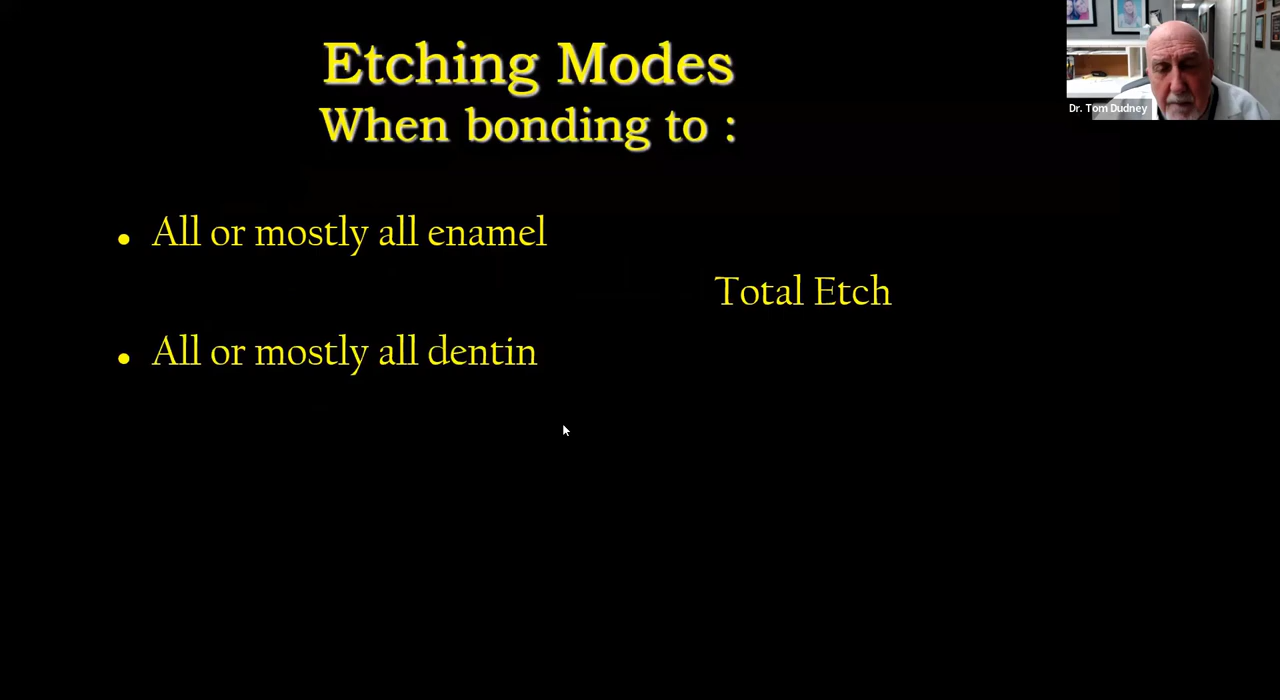 Etching Modes
When bonding to :
Dr. Tom Dudney
• All or mostly all enamel
Total Etch
• All or mostly all dentin